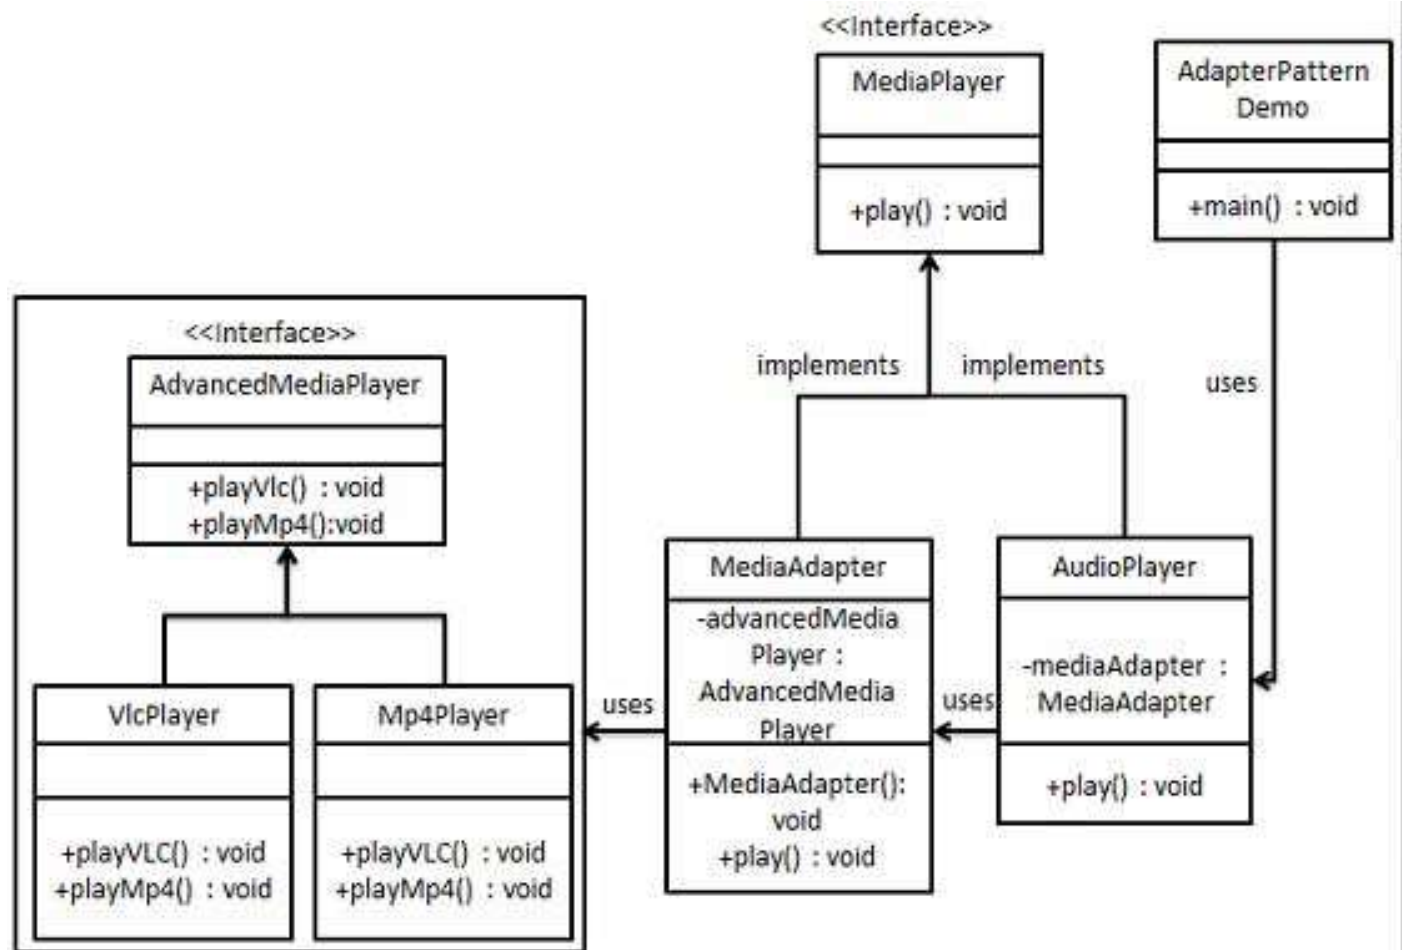 <<Interface>>
MediaPlayer
+play() : void
AdapterPattern
Demo
+main() : void
implements
implements
uses
<<Interface>>
AdvancedMediaPlayer
+playVlc() : void
+playMp4():void
VlcPlayer
+playVLC() : void
+playMp4() : void
Mp4Player
+playVLC() : void
+playMp4() : void
uses
MediaAdapter
-advancedMedia
Player :
AdvancedMedia
Player
+MediaAdapter():
void
+play() : void
uses
AudioPlayer
-mediaAdapter :
MediaAdapter
+play() : void